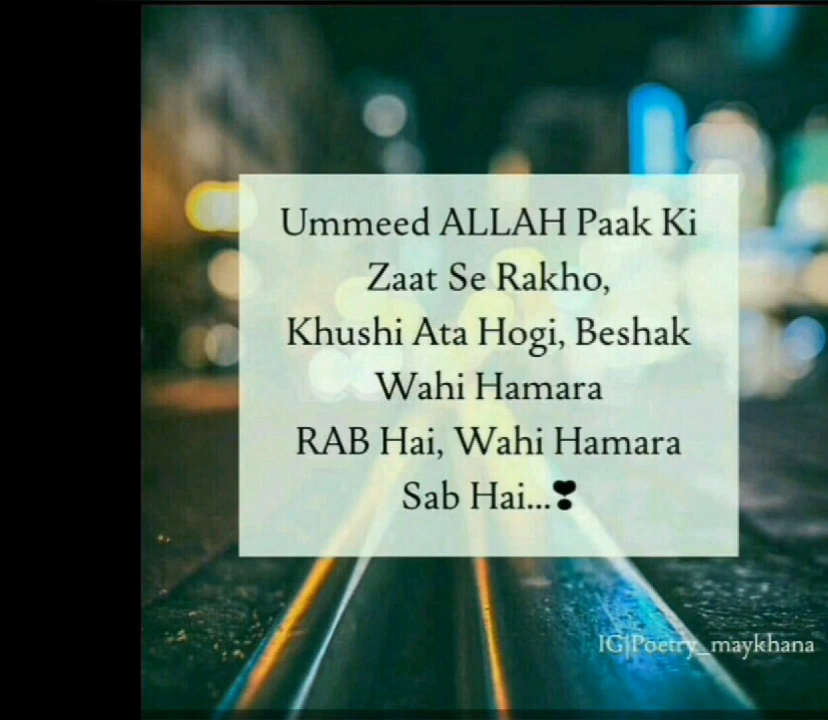 Ummeed ALLAH Paak Ki
Zaat Se Rakho,
Khushi Ata Hogi, Beshak
Wahi Hamara
RAB Hai, Wahi Hamara
Sab Hai...❣
IG|Poetry_maykhana